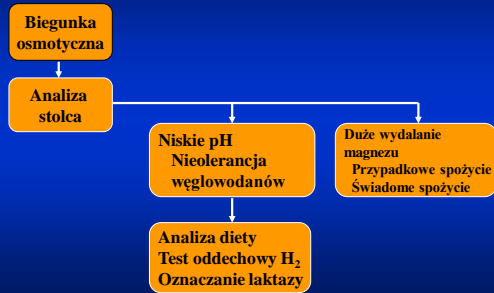 Biegunka
osmotyczna
Analiza
stolca
Niskie pH
Nieolerancja
węglowodanów
Duże wydalanie
magnezu
Przypadkowe spożycie
Świadome spożycie
Analiza diety
Test oddechowy H₂
Oznaczanie laktazy